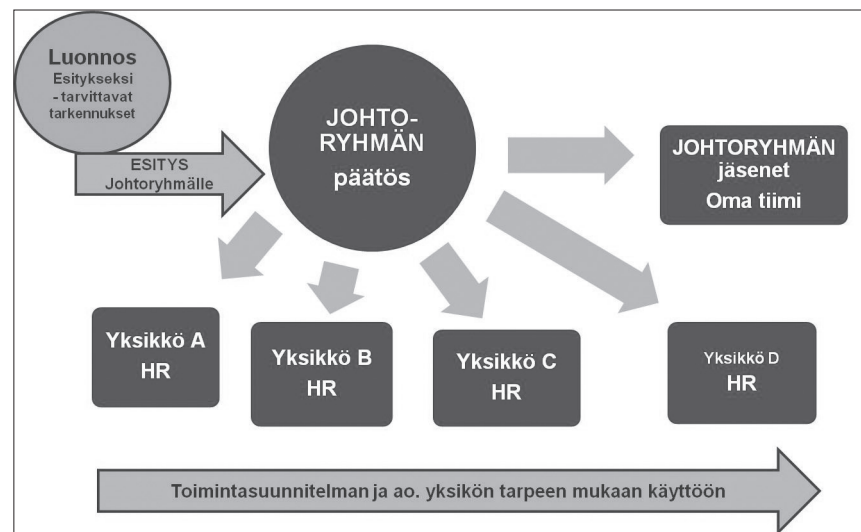 Luonnos
Esitykseksi
- tarvittavat
tarkennukset
ESITYS
Johtoryhmälle
JOHTO-
RYHMÄN
päätös
JOHTORYHMÄN
jäsenet
Oma tiimi
Yksikkö A
HR
Yksikkö B
HR
Yksikkö C
HR
Yksikkö D
HR
Toimintasuunnitelman ja ao. yksikön tarpeen mukaan käyttöön